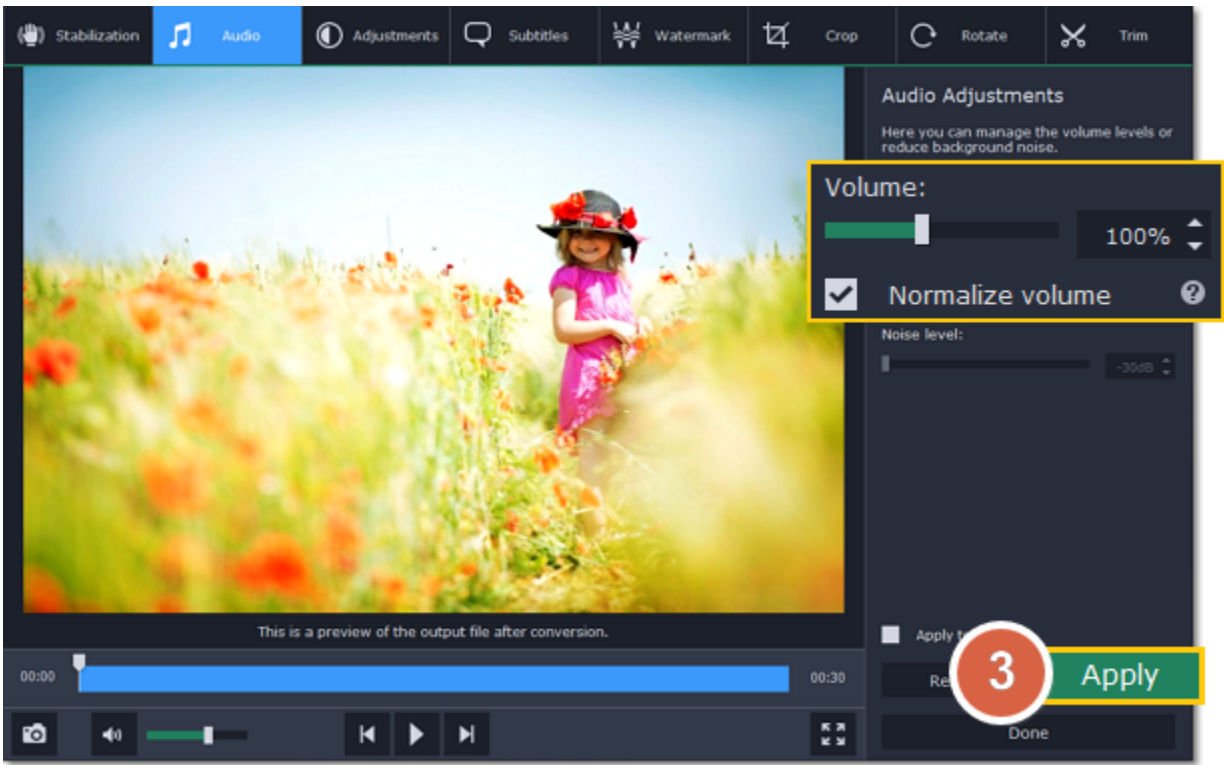 Stabilization
Audio
Adjustments
Subtitles
Watermark
Crop
Rotate
Trim
Audio Adjustments
Here you can manage the volume levels or
reduce background noise.
Volume:
100%
Normalize volume
?
Noise level:
-30dB
This is a preview of the output file after conversion.
00:00
00:30
Apply
3
Apply
Done